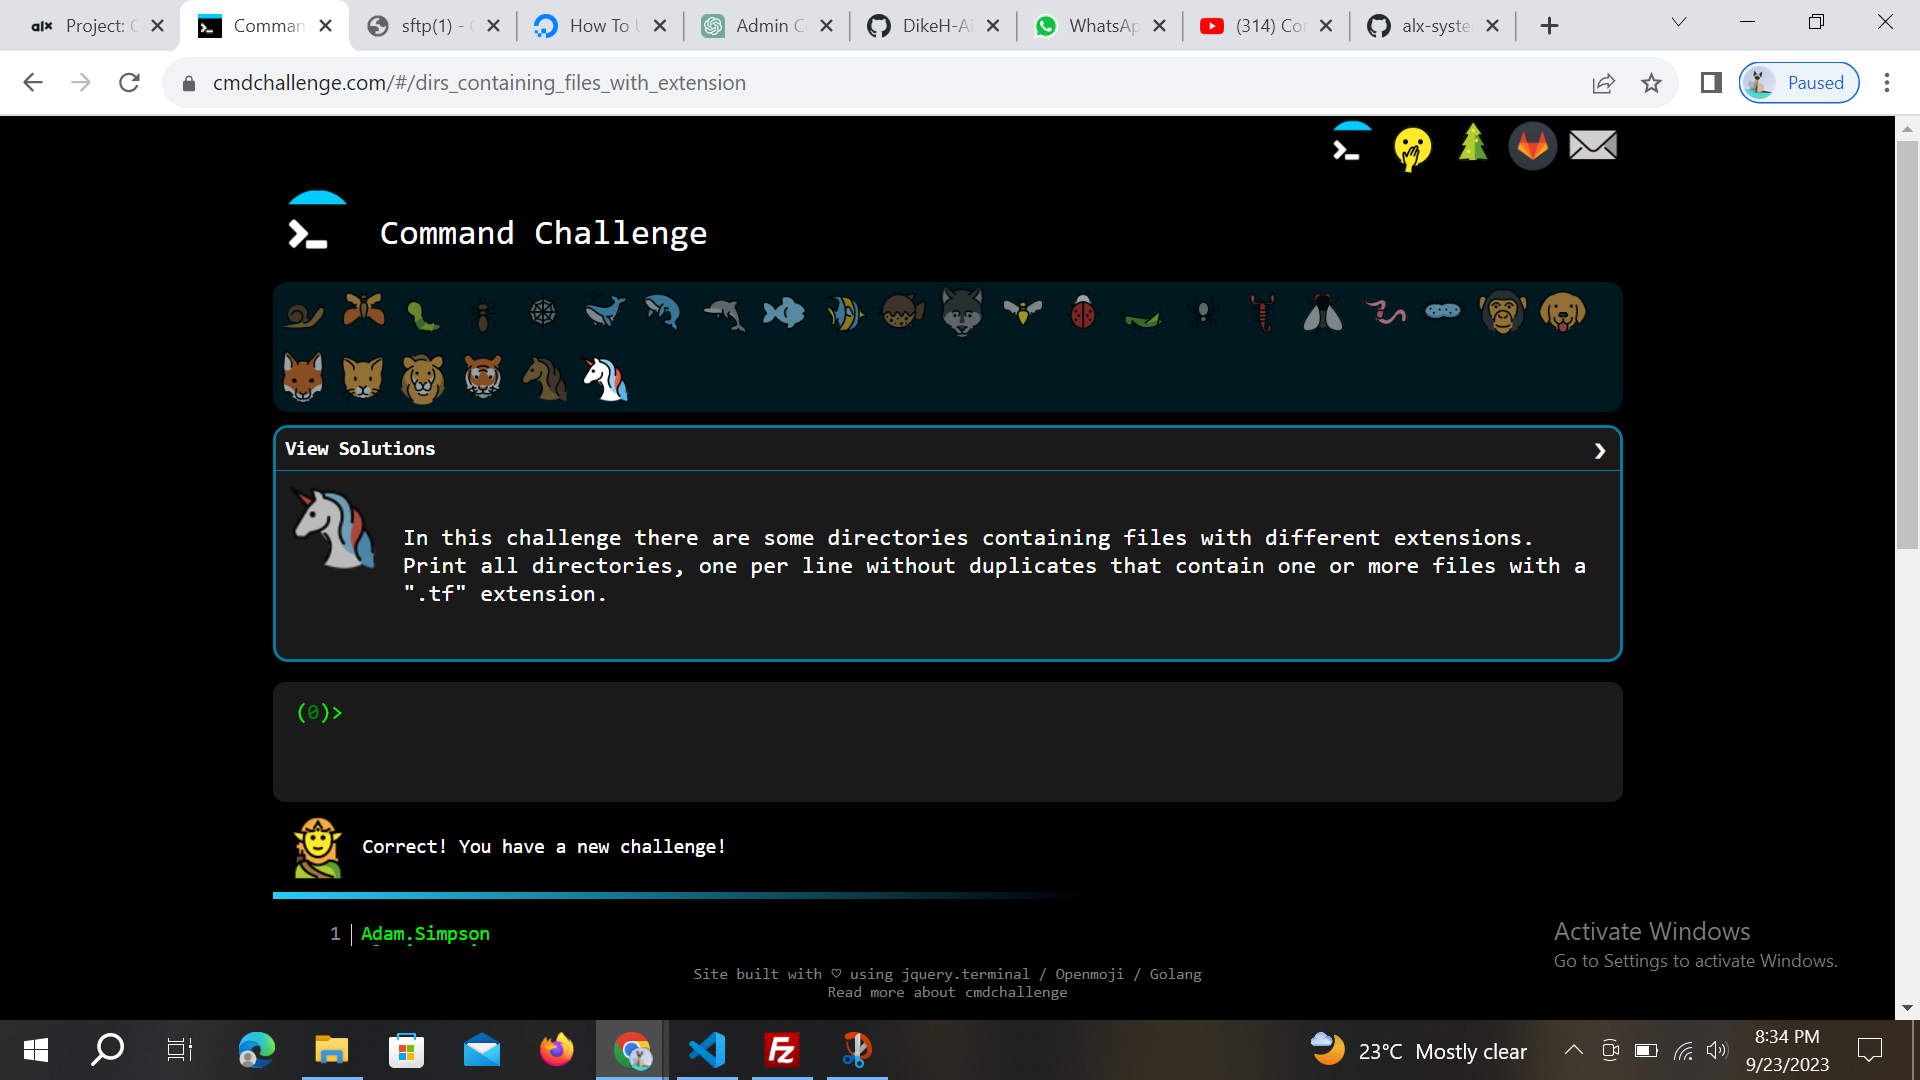 alx Project: C
Comman
sftp(1) -
How To U
Admin C
DikeH-Ai
WhatsAp
(314) Co
alx-syste
cmdchallenge.com/#/dirs_containing_files_with_extension
Paused
Command Challenge
View Solutions
In this challenge there are some directories containing files with different extensions.
Print all directories, one per line without duplicates that contain one or more files with a
".tf" extension.
(0)>
Correct! You have a new challenge!
1 Adam.Simpson
Activate Windows
Go to Settings to activate Windows.
Site built with ♡ using jquery.terminal / Openmoji / Golang
Read more about cmdchallenge
23°C Mostly clear
8:34 PM
9/23/2023